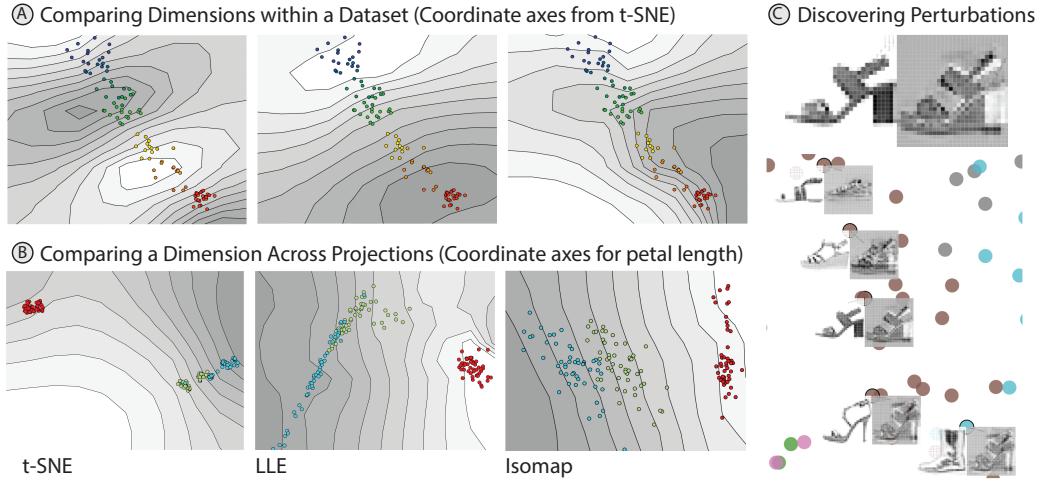 A Comparing Dimensions within a Dataset (Coordinate axes from t-SNE)
C Discovering Perturbations
B Comparing a Dimension Across Projections (Coordinate axes for petal length)
t-SNE
LLE
Isomap